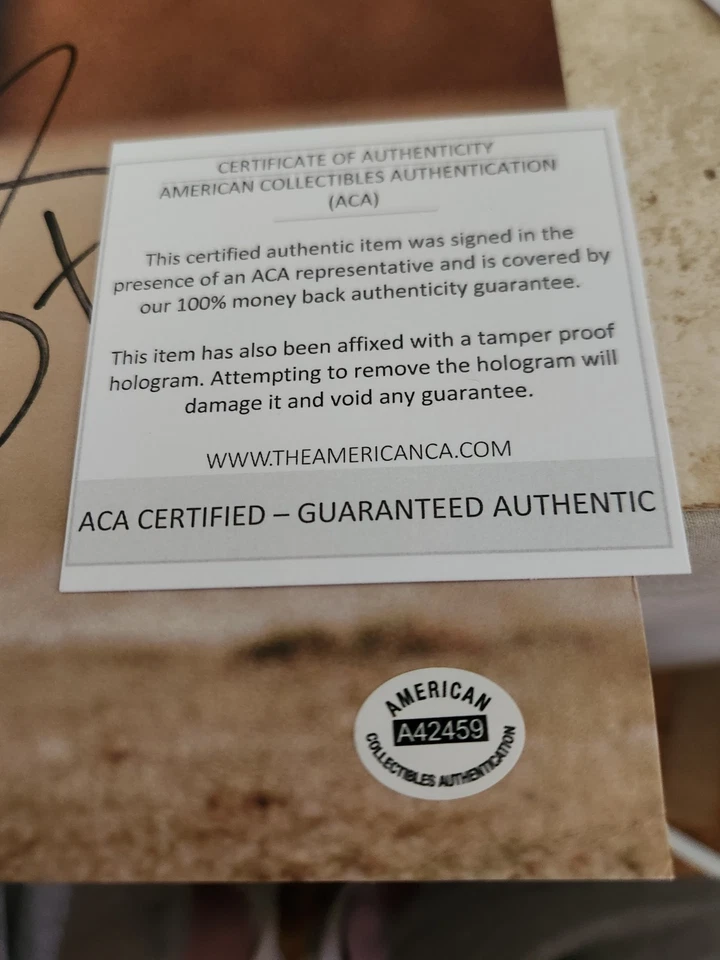 CERTIFICATE OF AUTHENTICITY
AMERICAN COLLECTIBLES AUTHENTICATION
(ACA)
This certified authentic item was signed in the
presence of an ACA representative and is covered by
our 100% money back authenticity guarantee.
This item has also been affixed with a tamper proof
hologram. Attempting to remove the hologram will
damage it and void any guarantee.
WWW.THEAMERICANCA.COM
ACA CERTIFIED – GUARANTEED AUTHENTIC
AMERICAN
A42459
COLLECTIBLES AUTHENTICATION